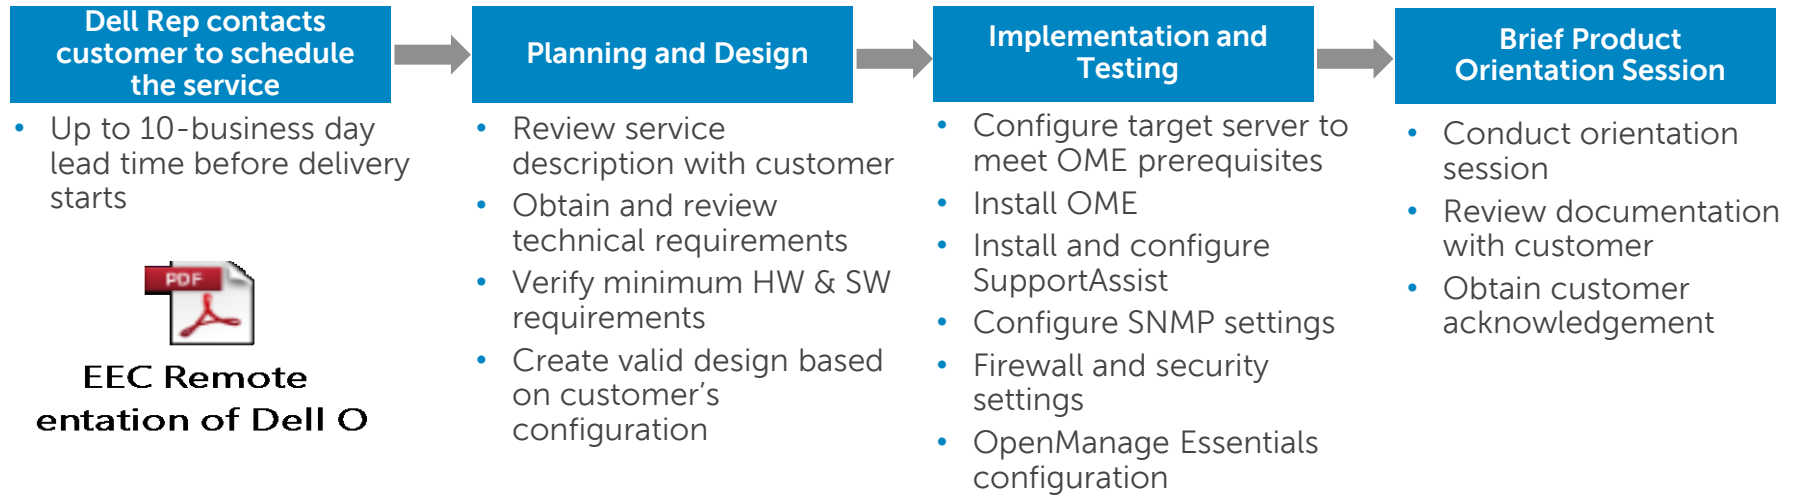 Dell Rep contacts
customer to schedule
the service
• Up to 10-business day
lead time before delivery
starts
PDF
EEC Remote
entation of Dell O
Planning and Design
• Review service
description with customer
• Obtain and review
technical requirements
• Verify minimum HW & SW
requirements
• Create valid design based
on customer’s
configuration
Implementation and
Testing
• Configure target server to
meet OME prerequisites
• Install OME
• Install and configure
SupportAssist
• Configure SNMP settings
• Firewall and security
settings
• OpenManage Essentials
configuration
Brief Product
Orientation Session
• Conduct orientation
session
• Review documentation
with customer
• Obtain customer
acknowledgement